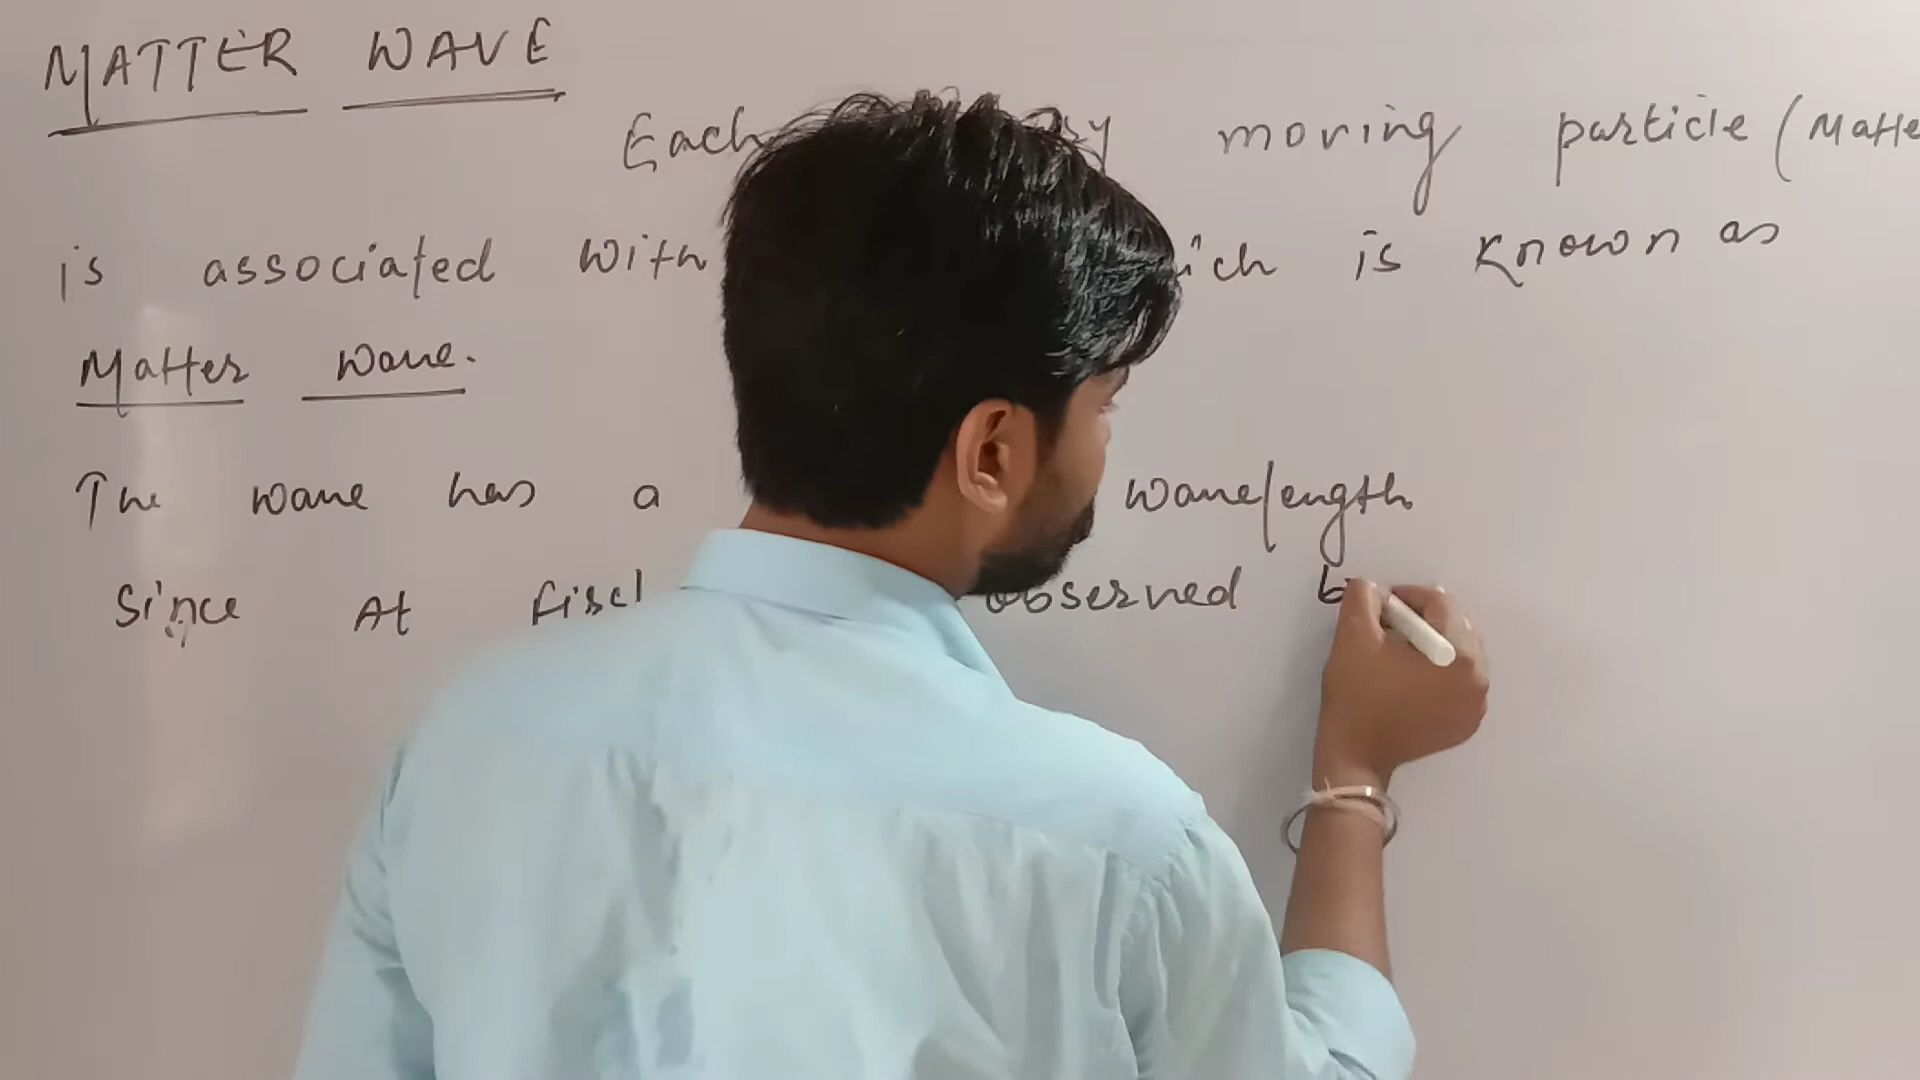 MATTER WAVE
Each moving particle (Matte
is associated with is known as
Matter wave.
The wave has a wavelength
Since At observed